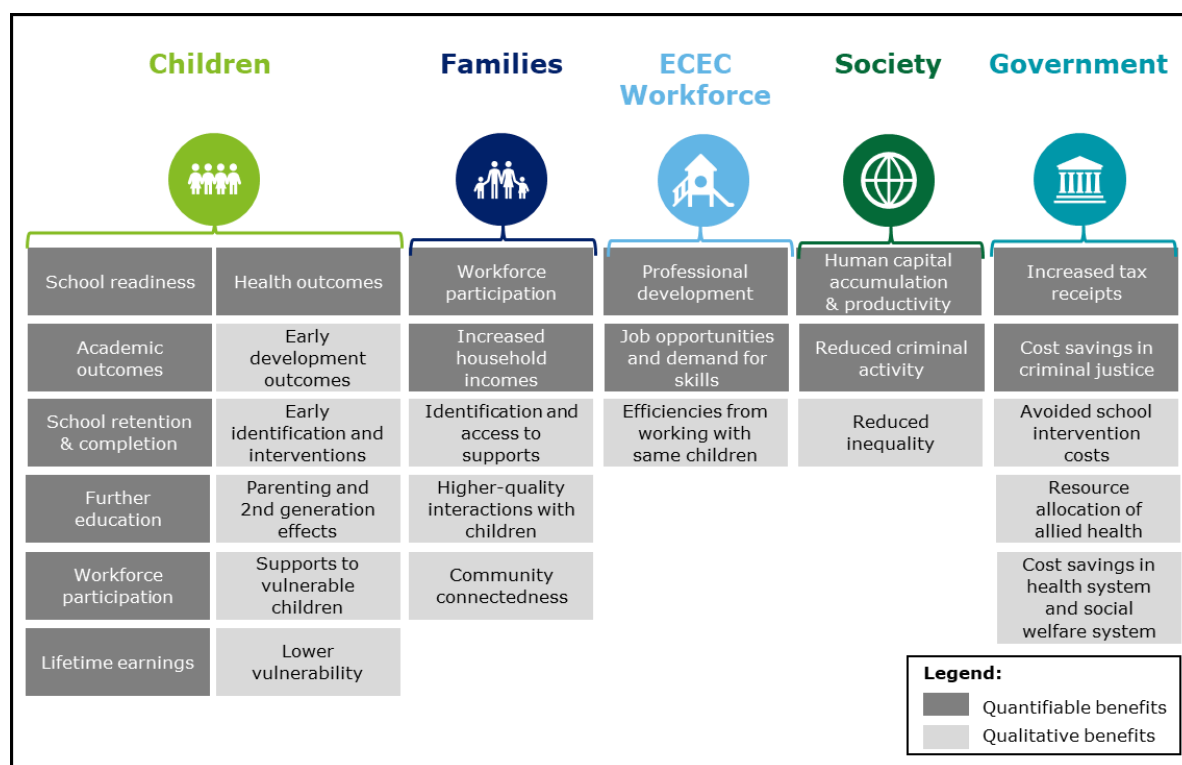 Children
Families
ECEC
Workforce
Society
Government
School readiness
Health outcomes
Workforce
participation
Professional
development
Human capital
accumulation
& productivity
Increased tax
receipts
Academic
outcomes
Early
development
outcomes
Increased
household
incomes
Job opportunities
and demand for
skills
Reduced criminal
activity
Cost savings in
criminal justice
School retention
& completion
Early
identification and
interventions
Identification and
access to
supports
Efficiencies from
working with
same children
Reduced
inequality
Avoided school
intervention
costs
Further
education
Parenting and
2nd generation
effects
Higher-quality
interactions with
children
Resource
allocation of
allied health
Workforce
participation
Supports to
vulnerable
children
Community
connectedness
Cost savings in
health system
and social
welfare system
Lifetime earnings
Lower
vulnerability
Legend:
Quantifiable benefits
Qualitative benefits